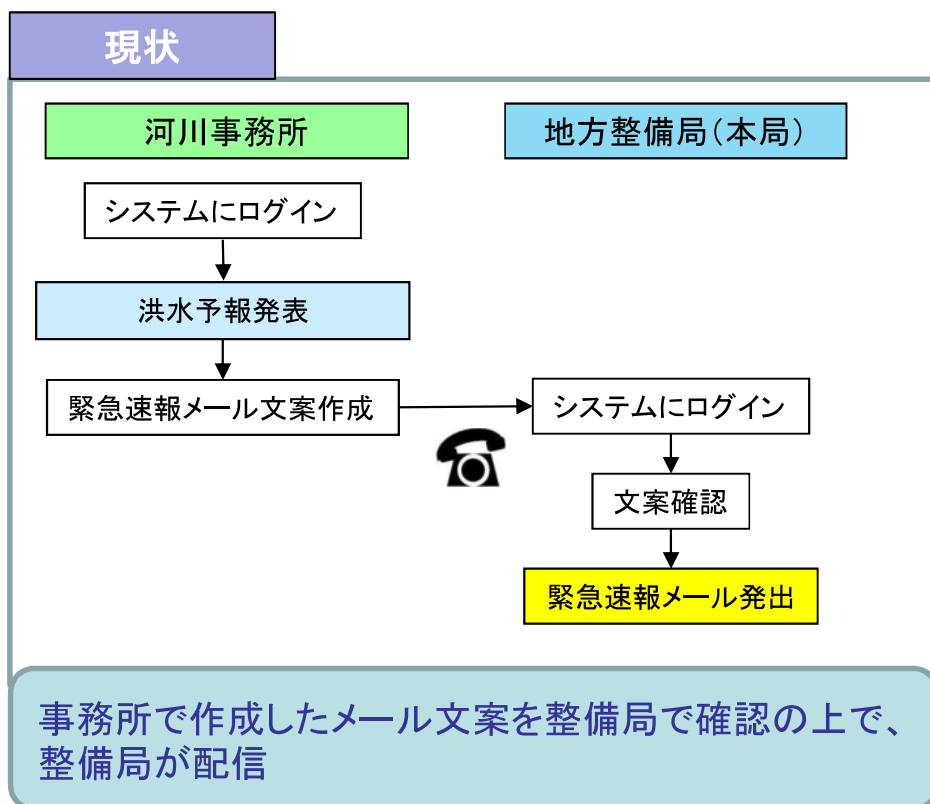 現状
河川事務所
地方整備局（本局）
システムにログイン
洪水予報発表
緊急速報メール文案作成
システムにログイン
文案確認
緊急速報メール発出
事務所で作成したメール文案を整備局で確認の上で、
整備局が配信